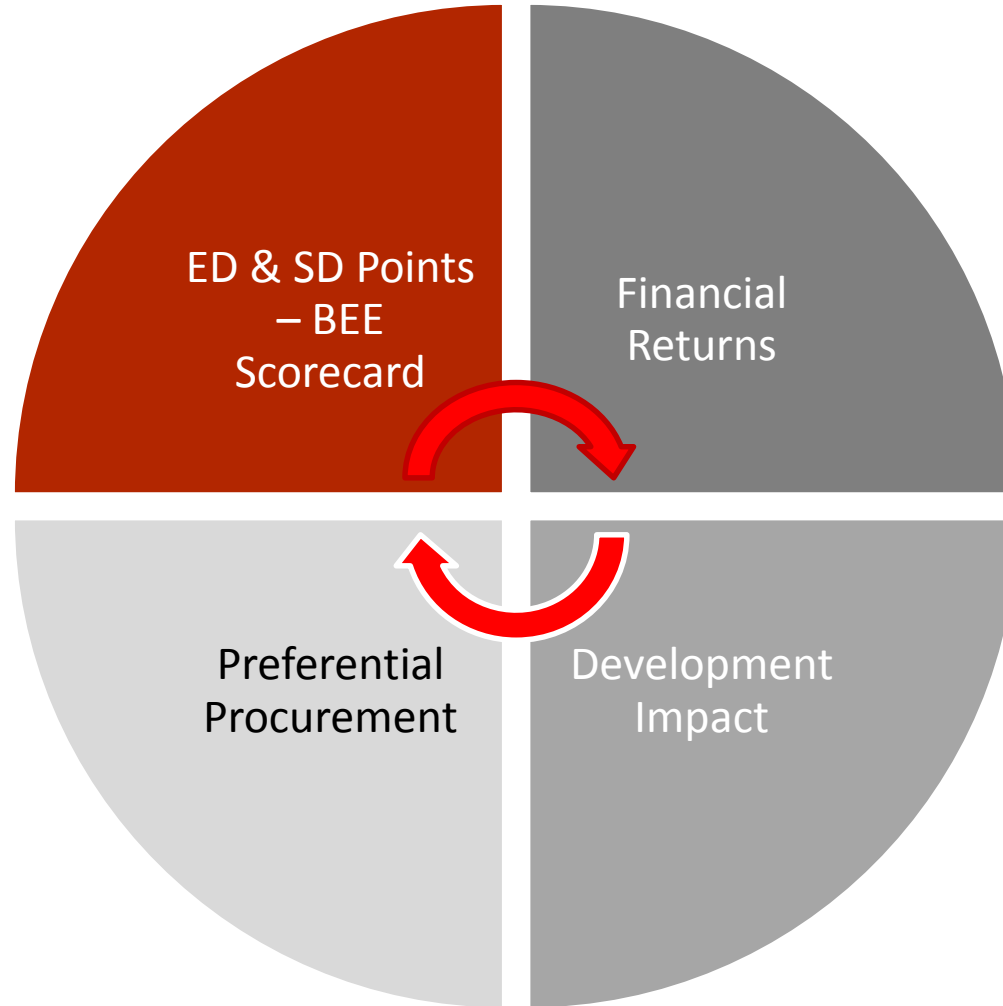 ED & SD Points
– BEE
Scorecard
Financial
Returns
Preferential
Procurement
Development
Impact